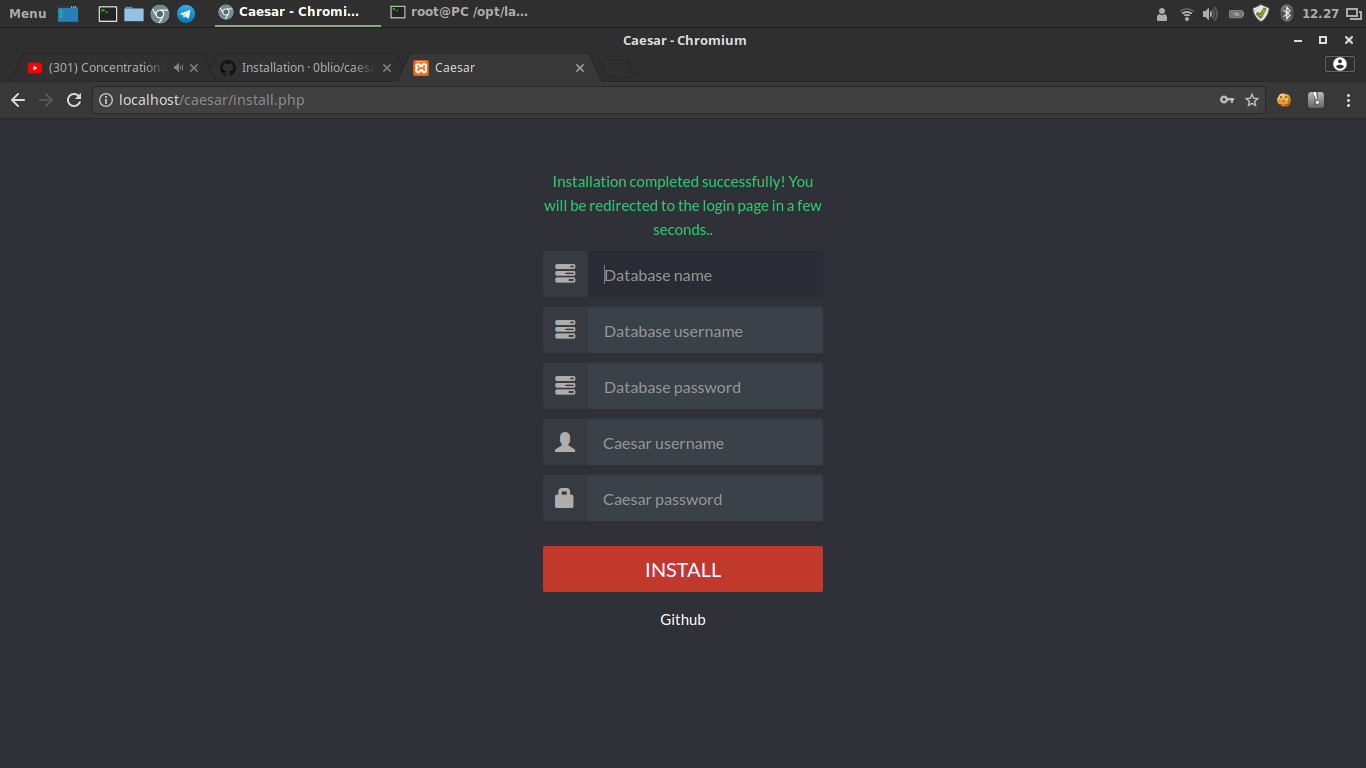 Menu
Caesar - Chromi...
root@PC /opt/la...
12.27
Caesar - Chromium
(301) Concentration
Installation · 0blio/caesa
Caesar
localhost/caesar/install.php
Installation completed successfully! You
will be redirected to the login page in a few
seconds..
Database name
Database username
Database password
Caesar username
Caesar password
INSTALL
Github